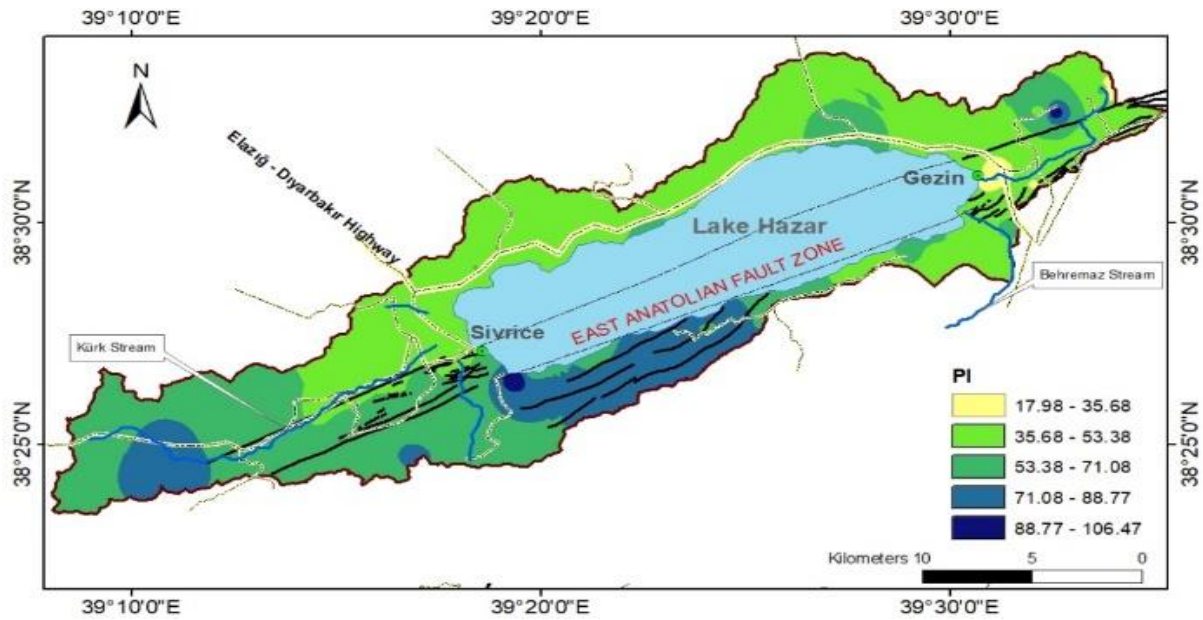 39°10'0"E
39°20'0"E
39°30'0"E
N
Elazığ - Dıyarbakır Highway
Gezin
38°30'0"N
38°30'0"N
Lake Hazar
EAST ANATOLIAN FAULT ZONE
Behremaz Stream
Sivrice
Kürk Stream
PI
17.98 - 35.68
35.68 - 53.38
38°25'0"N
38°25'0"N
53.38 - 71.08
71.08 - 88.77
88.77 - 106.47
Kilometers 10 5 0
39°10'0"E
39°20'0"E
39°30'0"E